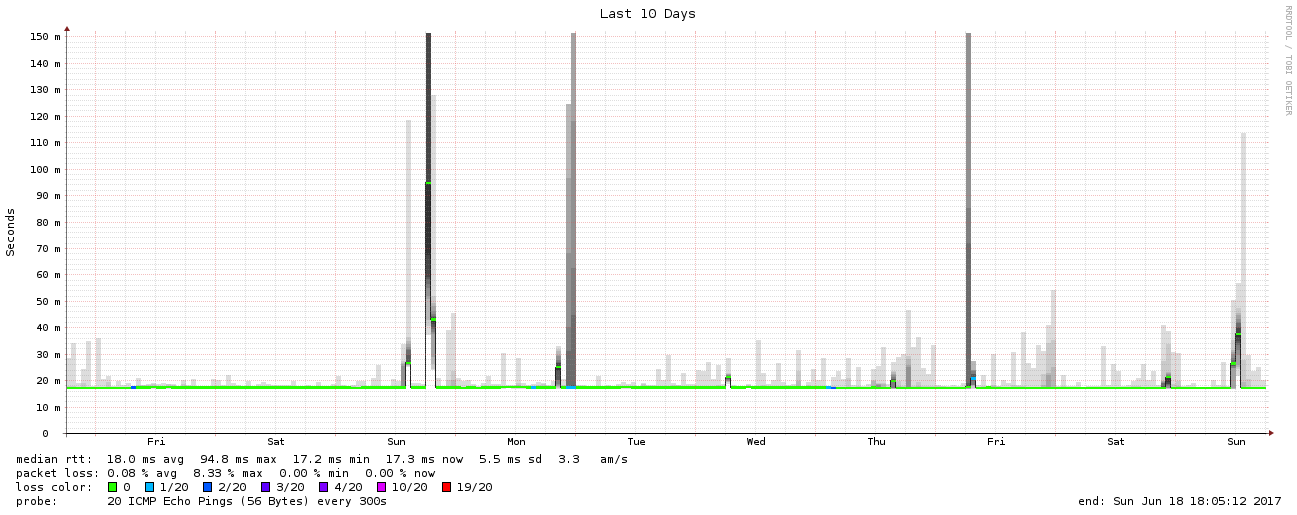 Last 10 Days
RRDTOOL / TOBI OETIKER
Seconds
150 m
140 m
130 m
120 m
110 m
100 m
90 m
80 m
70 m
60 m
50 m
40 m
30 m
20 m
10 m
0
Fri Sat Sun Mon Tue Wed Thu Fri Sat Sun
median rtt: 18.0 ms avg 94.8 ms max 17.2 ms min 17.3 ms now 5.5 ms sd 3.3 am/s
packet loss: 0.08 % avg 8.33 % max 0.00 % min 0.00 % now
loss color: 0 1/20 2/20 3/20 4/20 10/20 19/20
probe: 20 ICMP Echo Pings (56 Bytes) every 300s end: Sun Jun 18 18:05:12 2017